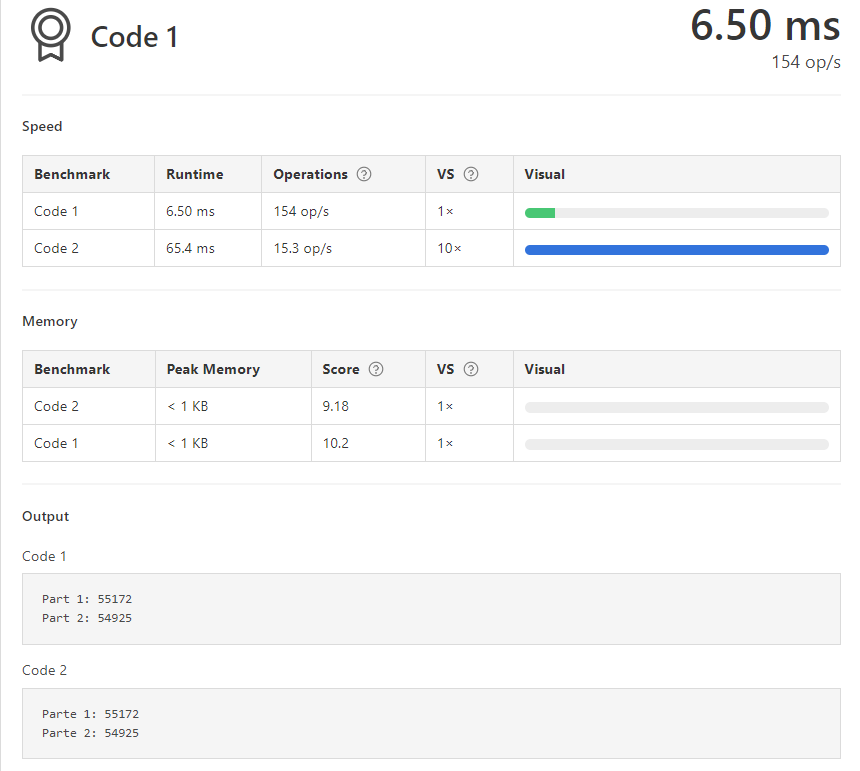 Code 1
6.50 ms
154 op/s
Speed
Benchmark Runtime Operations ? VS ? Visual
Code 1 6.50 ms 154 op/s 1×
Code 2 65.4 ms 15.3 op/s 10×
Memory
Benchmark Peak Memory Score ? VS ? Visual
Code 2 < 1 KB 9.18 1×
Code 1 < 1 KB 10.2 1×
Output
Code 1
Part 1: 55172
Part 2: 54925
Code 2
Parte 1: 55172
Parte 2: 54925